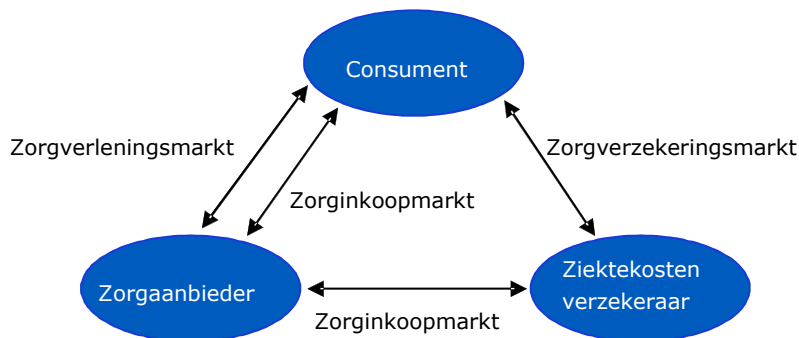 Consument
Zorgverleningsmarkt
Zorgverzekeringsmarkt
Zorginkoopmarkt
Zorgaanbieder
Ziektekosten
verzekeraar
Zorginkoopmarkt